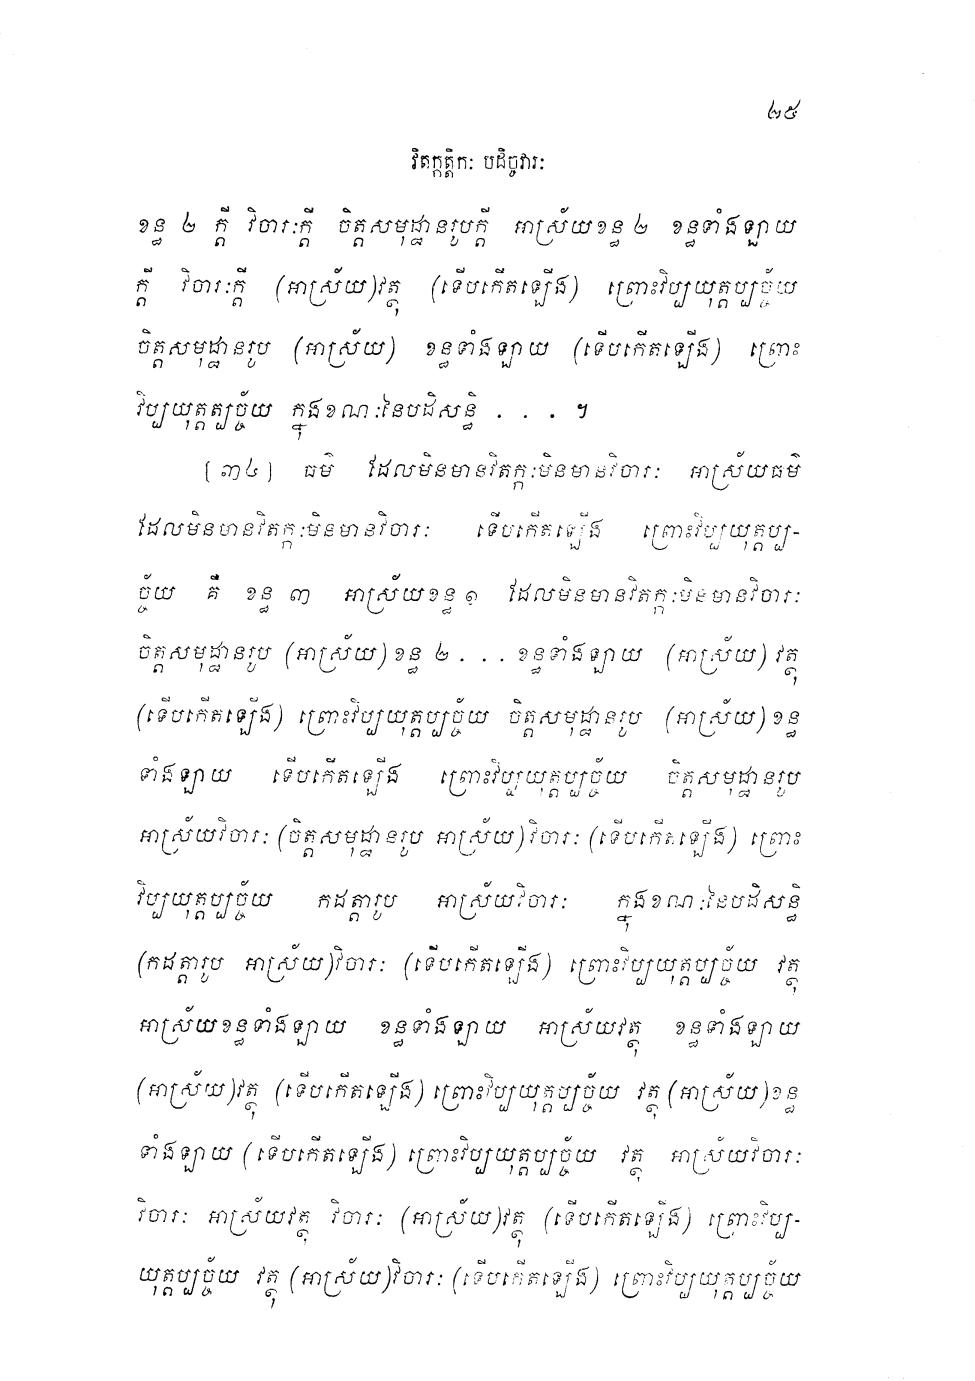 ២៥
វិតក្កត្តិកៈ បដិច្ចវារៈ
ខន្ធ ២ ក្តី វិចារៈក្តី ចិត្តសមុដ្ឋានរូបក្តី អាស្រ័យខន្ធ ២ ខន្ធទាំងឡាយ
ក្តី វិចារៈក្តី (អាស្រ័យ)វត្ថុ (ទើបកើតឡើង) ព្រោះវិប្បយុត្តប្បច្ច័យ
ចិត្តសមុដ្ឋានរូប (អាស្រ័យ) ខន្ធទាំងឡាយ (ទើបកើតឡើង) ព្រោះ
វិប្បយុត្តប្បច្ច័យ ក្នុងខណៈនៃបដិសន្ធិ . . . ។
[៣៤] ធម៌ ដែលមិនមានវិតក្កៈមិនមានវិចារៈ អាស្រ័យធម៌
ដែលមិនមានវិតក្កៈមិនមានវិចារៈ ទើបកើតឡើង ព្រោះវិប្បយុត្តប្ប-
ច្ច័យ គឺ ខន្ធ ៣ អាស្រ័យខន្ធ ១ ដែលមិនមានវិតក្កៈមិនមានវិចារៈ
ចិត្តសមុដ្ឋានរូប (អាស្រ័យ)ខន្ធ ២ . . . ខន្ធទាំងឡាយ (អាស្រ័យ) វត្ថុ
(ទើបកើតឡើង) ព្រោះវិប្បយុត្តប្បច្ច័យ ចិត្តសមុដ្ឋានរូប (អាស្រ័យ)ខន្ធ
ទាំងឡាយ ទើបកើតឡើង ព្រោះវិប្បយុត្តប្បច្ច័យ ចិត្តសមុដ្ឋានរូប
អាស្រ័យវិចារៈ (ចិត្តសមុដ្ឋានរូប អាស្រ័យ)វិចារៈ (ទើបកើតឡើង) ព្រោះ
វិប្បយុត្តប្បច្ច័យ កដត្តារូប អាស្រ័យវិចារៈ ក្នុងខណៈនៃបដិសន្ធិ
(កដត្តារូប អាស្រ័យ)វិចារៈ (ទើបកើតឡើង) ព្រោះវិប្បយុត្តប្បច្ច័យ វត្ថុ
អាស្រ័យខន្ធទាំងឡាយ ខន្ធទាំងឡាយ អាស្រ័យវត្ថុ ខន្ធទាំងឡាយ
(អាស្រ័យ)វត្ថុ (ទើបកើតឡើង) ព្រោះវិប្បយុត្តប្បច្ច័យ វត្ថុ (អាស្រ័យ)ខន្ធ
ទាំងឡាយ (ទើបកើតឡើង) ព្រោះវិប្បយុត្តប្បច្ច័យ វត្ថុ អាស្រ័យវិចារៈ
វិចារៈ អាស្រ័យវត្ថុ វិចារៈ (អាស្រ័យ)វត្ថុ (ទើបកើតឡើង) ព្រោះវិប្ប-
យុត្តប្បច្ច័យ វត្ថុ (អាស្រ័យ)វិចារៈ (ទើបកើតឡើង) ព្រោះវិប្បយុត្តប្បច្ច័យ